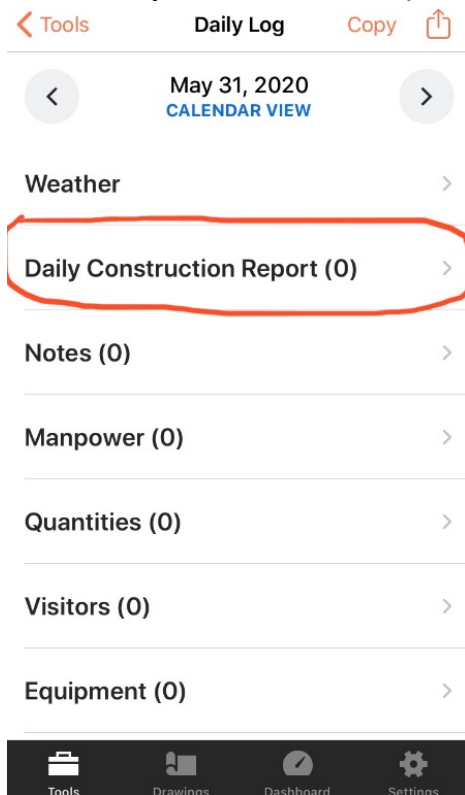 Tools Daily Log Copy
May 31, 2020
CALENDAR VIEW
Weather
Daily Construction Report (0)
Notes (0)
Manpower (0)
Quantities (0)
Visitors (0)
Equipment (0)
Tools Drawings Dashboard Settings